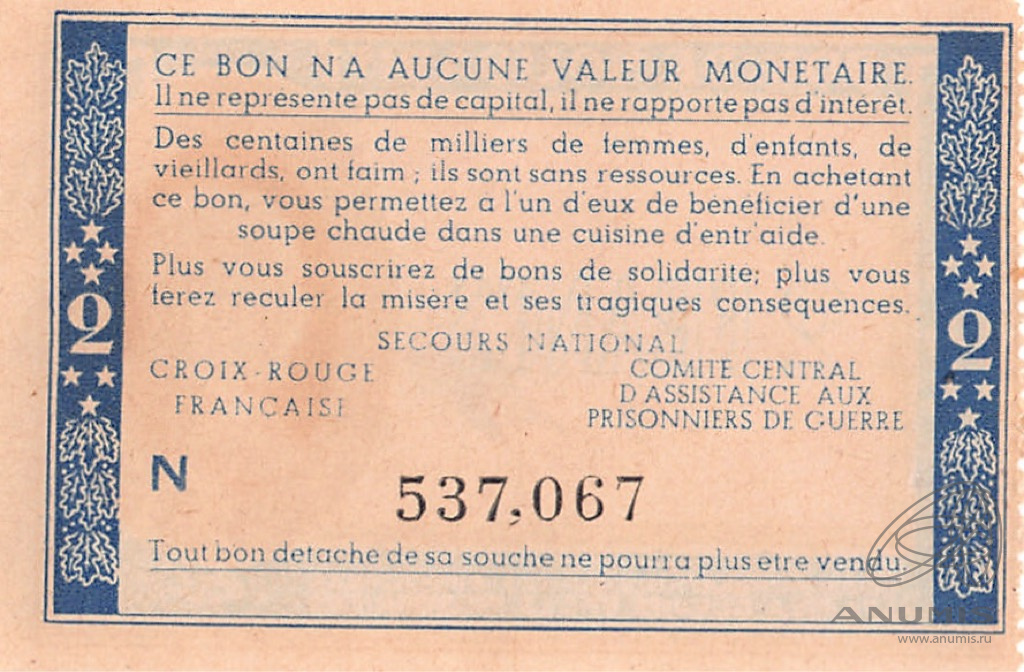 CE BON N'A AUCUNE VALEUR MONETAIRE.
Il ne représente pas de capital, il ne rapporte pas d'intérêt.
Des centaines de milliers de femmes, d'enfants, de
vieillards, ont faim ; ils sont sans ressources. En achetant
ce bon, vous permettez à l'un d'eux de bénéficier d'une
soupe chaude dans une cuisine d'entr'aide.
Plus vous souscrirez de bons de solidarite; plus vous
ferez reculer la misère et ses tragiques consequences.
SECOURS NATIONAL
CROIX-ROUGE
FRANCAISE
COMITE CENTRAL
D'ASSISTANCE AUX
PRISONNIERS DE GUERRE
2
2
N
537,067
Tout bon detache de sa souche ne pourra plus etre vendu.
ANUMIS
www.anumis.ru